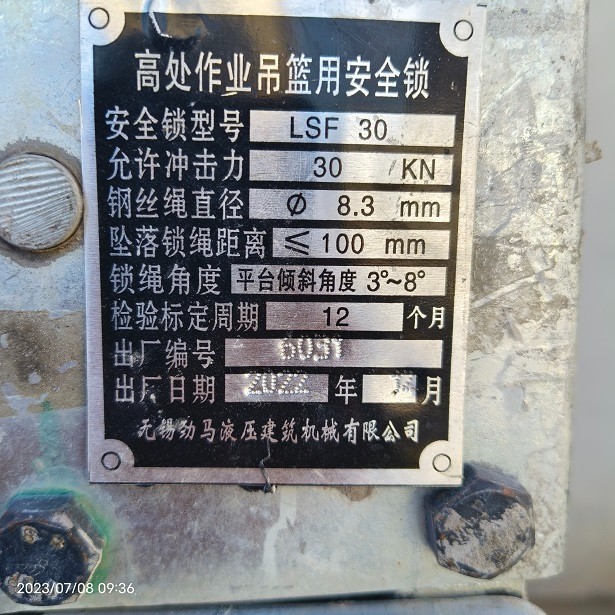 高处作业吊篮用安全锁
安全锁型号 LSF 30
允许冲击力 30 KN
钢丝绳直径 Ø 8.3 mm
坠落锁绳距离 ≤100 mm
锁绳角度 平台倾斜角度 3°~8°
检验标定周期 12 个月
出厂编号 6091
出厂日期 2022 年 月
无锡劲马液压建筑机械有限公司
2023/07/08 09:36